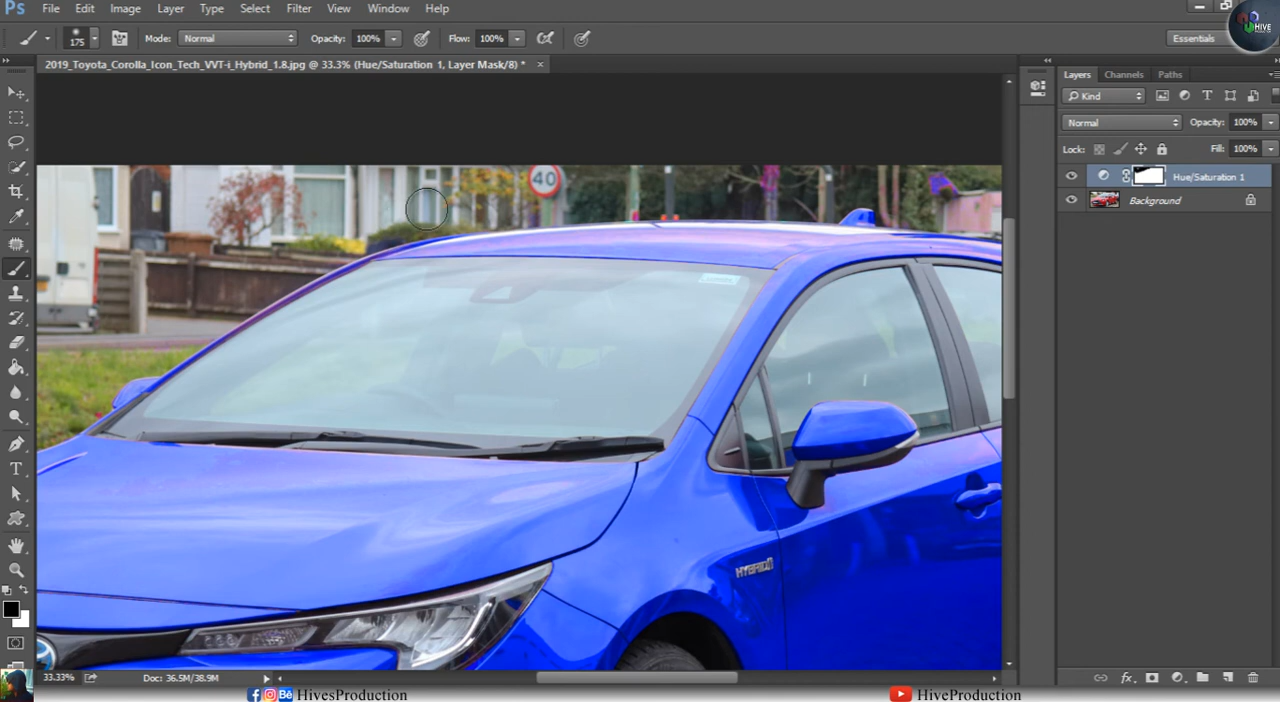 Ps File Edit Image Layer Type Select Filter View Window Help
HIVE
175 Mode: Normal Opacity: 100% Flow: 100% Essentials
2019_Toyota_Corolla_Icon_Tech_VVT-i_Hybrid_1.8.jpg @ 33.3% (Hue/Saturation 1, Layer Mask/8) * ×
Layers Channels Paths
Kind
Normal Opacity: 100%
Lock: Fill: 100%
Hue/Saturation 1
Background
40
HYBRID
33.33% Doc: 36.5M/38.9M
HivesProduction
HiveProduction